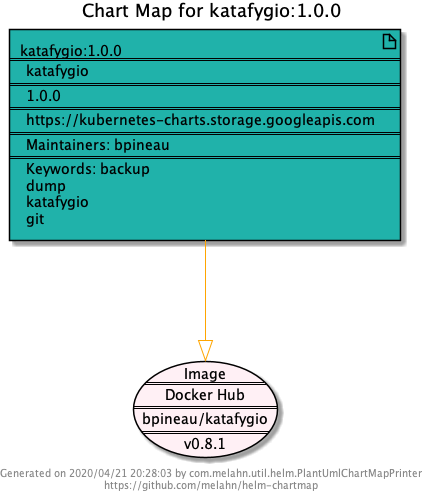 Chart Map for katafygio:1.0.0
katafygio:1.0.0
katafygio
1.0.0
https://kubernetes-charts.storage.googleapis.com
Maintainers: bpineau
Keywords: backup
dump
katafygio
git
Image
Docker Hub
bpineau/katafygio
v0.8.1
Generated on 2020/04/21 20:28:03 by com.melahn.util.helm.PlantUmlChartMapPrinter
https://github.com/melahn/helm-chartmap